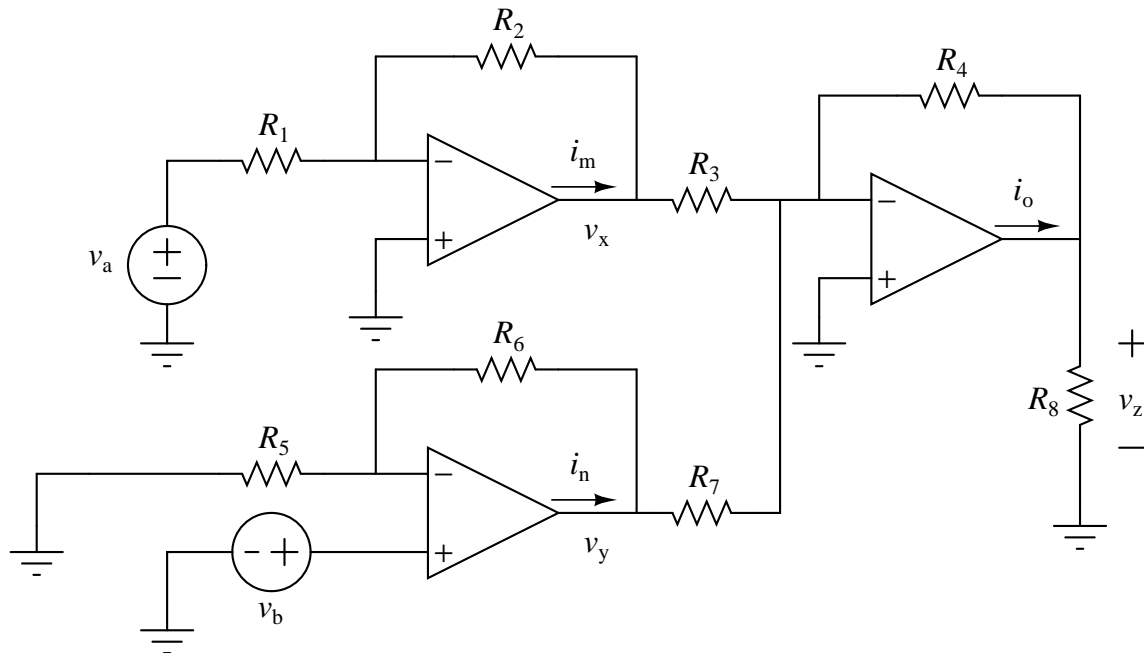 R2
R4
R1
−
im
R3
+
va
+
−
vx
−
io
+
R6
+
R8
vz
−
R5
−
in
R7
- +
+
vy
vb